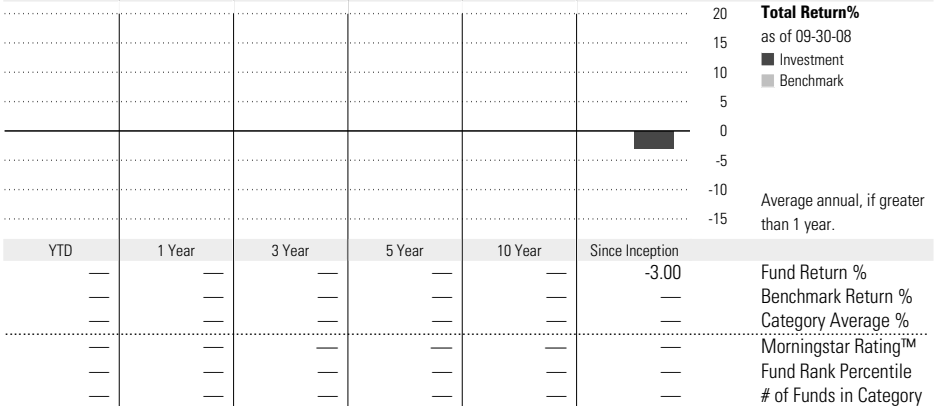 20 Total Return%
15 as of 09-30-08
Investment
10 Benchmark
5
0
-5
-10
Average annual, if greater
-15 than 1 year.
YTD 1 Year 3 Year 5 Year 10 Year Since Inception
— — — — — -3.00 Fund Return %
— — — — — — Benchmark Return %
— — — — — — Category Average %
— — — — — — Morningstar Rating™
— — — — — — Fund Rank Percentile
— — — — — — # of Funds in Category